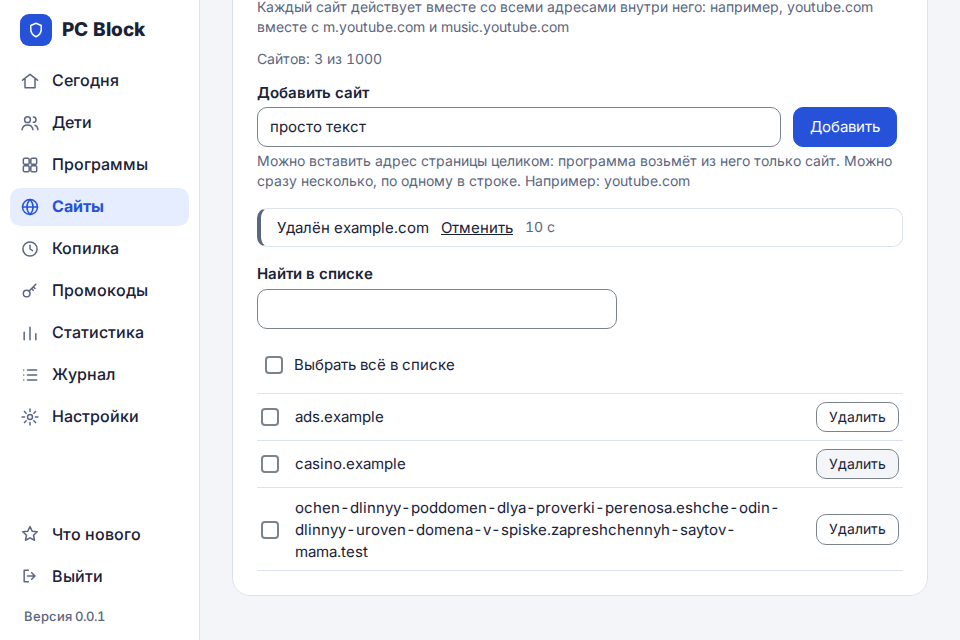 PC Block
Сегодня
Дети
Программы
Сайты
Копилка
Промокоды
Статистика
Журнал
Настройки
Что нового
Выйти
Версия 0.0.1
Каждый сайт действует вместе со всеми адресами внутри него: например, youtube.com
вместе с m.youtube.com и music.youtube.com
Сайтов: 3 из 1000
Добавить сайт
просто текст
Добавить
Можно вставить адрес страницы целиком: программа возьмёт из него только сайт. Можно
сразу несколько, по одному в строке. Например: youtube.com
Удалён example.com Отменить 10 с
Найти в списке
Выбрать всё в списке
ads.example Удалить
casino.example Удалить
ochen-dlinnyy-poddomen-dlya-proverki-perenosa.eshche-odin-
dlinnyy-uroven-domena-v-spiske.zapreshchennyh-saytov-
mama.test
Удалить